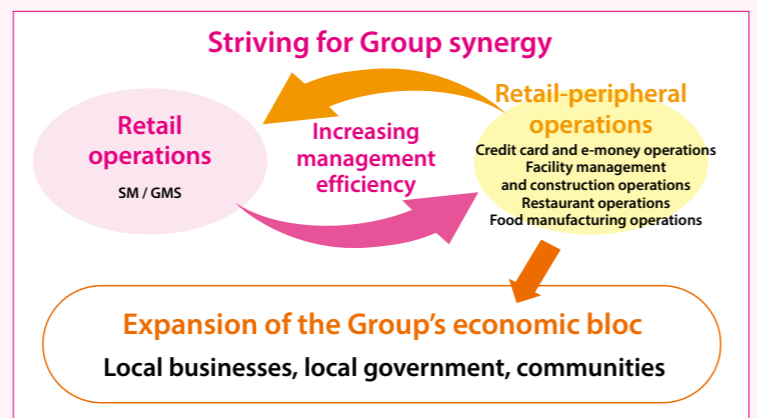 Striving for Group synergy
Retail
operations
SM / GMS
Increasing
management
efficiency
Retail-peripheral
operations
Credit card and e-money operations
Facility management
and construction operations
Restaurant operations
Food manufacturing operations
Expansion of the Group's economic bloc
Local businesses, local government, communities